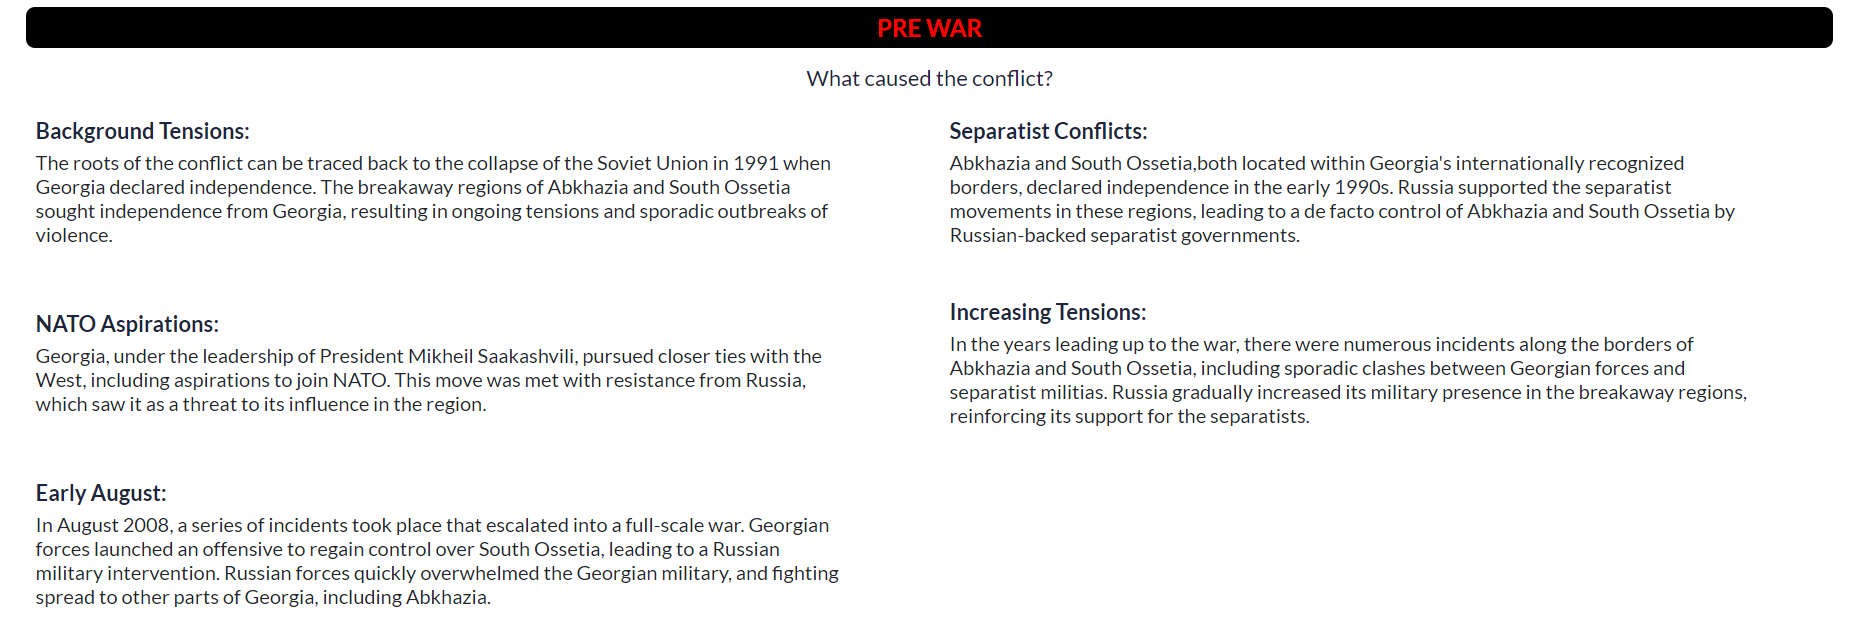 PRE WAR
What caused the conflict?
Background Tensions:
The roots of the conflict can be traced back to the collapse of the Soviet Union in 1991 when
Georgia declared independence. The breakaway regions of Abkhazia and South Ossetia
sought independence from Georgia, resulting in ongoing tensions and sporadic outbreaks of
violence.
Separatist Conflicts:
Abkhazia and South Ossetia,both located within Georgia's internationally recognized
borders, declared independence in the early 1990s. Russia supported the separatist
movements in these regions, leading to a de facto control of Abkhazia and South Ossetia by
Russian-backed separatist governments.
NATO Aspirations:
Georgia, under the leadership of President Mikheil Saakashvili, pursued closer ties with the
West, including aspirations to join NATO. This move was met with resistance from Russia,
which saw it as a threat to its influence in the region.
Increasing Tensions:
In the years leading up to the war, there were numerous incidents along the borders of
Abkhazia and South Ossetia, including sporadic clashes between Georgian forces and
separatist militias. Russia gradually increased its military presence in the breakaway regions,
reinforcing its support for the separatists.
Early August:
In August 2008, a series of incidents took place that escalated into a full-scale war. Georgian
forces launched an offensive to regain control over South Ossetia, leading to a Russian
military intervention. Russian forces quickly overwhelmed the Georgian military, and fighting
spread to other parts of Georgia, including Abkhazia.